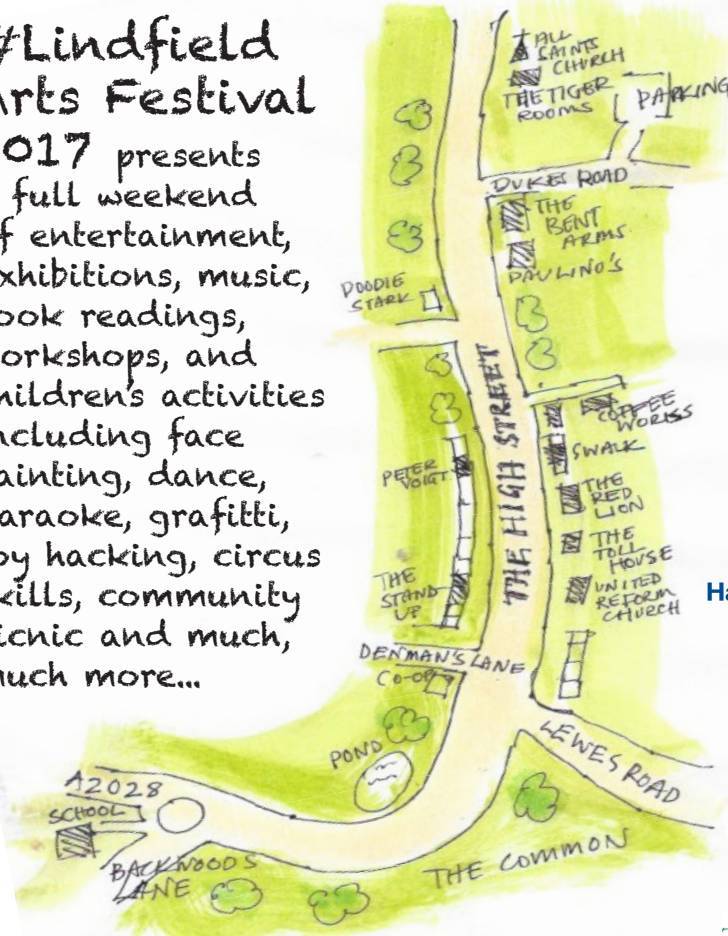 #Lindfield
Arts Festival
2017 presents
full weekend
f entertainment,
xhibitions, music,
ook readings,
orkshops, and
hildren's activities
ncluding face
ainting, dance,
araoke, grafitti,
oy hacking, circus
kills, community
icnic and much,
uch more...
ALL
SAINTS
CHURCH
THE TIGER
ROOMS
PARKING
DUKES ROAD
THE
BENT
ARMS
PAULINO'S
DOODIE
STARK
THE HIGH STREET
COFFEE
WORKSS
SWALK
PETER
VOIGT
THE
RED
LION
THE
TOLL
HOUSE
THE
STAND
UP
UNITED
REFORM
CHURCH
Ha
DENMAN'S LANE
CO-OP
LEWES ROAD
POND
A2028
SCHOOL
BACKWOODS
LANE
THE COMMON